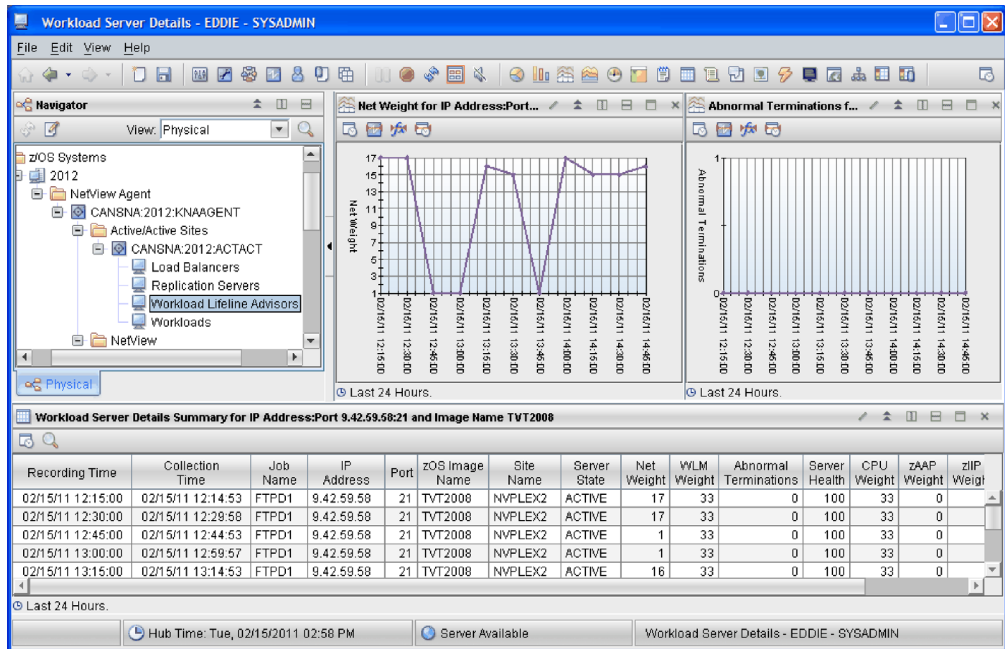 Workload Server Details - EDDIE - SYSADMIN
File Edit View Help
Navigator
View: Physical
z/OS Systems
2012
NetView Agent
CANSNA:2012:KNAAGENT
Active/Active Sites
CANSNA:2012:ACTACT
Load Balancers
Replication Servers
Workload Lifeline Advisors
Workloads
NetView
Physical
Net Weight for IP Address:Port...
17
15
13
11
9
7
5
3
1
Net Weight
02/15/11 12:15:00
02/15/11 12:30:00
02/15/11 12:45:00
02/15/11 13:00:00
02/15/11 13:15:00
02/15/11 13:30:00
02/15/11 13:45:00
02/15/11 14:00:00
02/15/11 14:15:00
02/15/11 14:30:00
02/15/11 14:45:00
Last 24 Hours.
Abnormal Terminations f...
1
0
Abnormal Terminations
02/15/11 12:15:00
02/15/11 12:30:00
02/15/11 12:45:00
02/15/11 13:00:00
02/15/11 13:15:00
02/15/11 13:30:00
02/15/11 13:45:00
02/15/11 14:00:00
02/15/11 14:15:00
02/15/11 14:30:00
02/15/11 14:45:00
Last 24 Hours.
Workload Server Details Summary for IP Address:Port 9.42.59.58:21 and Image Name TVT2008
Recording Time Collection Time Job Name IP Address Port zOS Image Name Site Name Server State Net Weight WLM Weight Abnormal Terminations Server Health CPU Weight zAAP Weight zIIP Weigh
02/15/11 12:15:00 02/15/11 12:14:53 FTPD1 9.42.59.58 21 TVT2008 NVPLEX2 ACTIVE 17 33 0 100 33 0
02/15/11 12:30:00 02/15/11 12:29:58 FTPD1 9.42.59.58 21 TVT2008 NVPLEX2 ACTIVE 17 33 0 100 33 0
02/15/11 12:45:00 02/15/11 12:44:53 FTPD1 9.42.59.58 21 TVT2008 NVPLEX2 ACTIVE 1 33 0 100 33 0
02/15/11 13:00:00 02/15/11 12:59:57 FTPD1 9.42.59.58 21 TVT2008 NVPLEX2 ACTIVE 1 33 0 100 33 0
02/15/11 13:15:00 02/15/11 13:14:53 FTPD1 9.42.59.58 21 TVT2008 NVPLEX2 ACTIVE 16 33 0 100 33 0
Last 24 Hours.
Hub Time: Tue, 02/15/2011 02:58 PM
Server Available
Workload Server Details - EDDIE - SYSADMIN